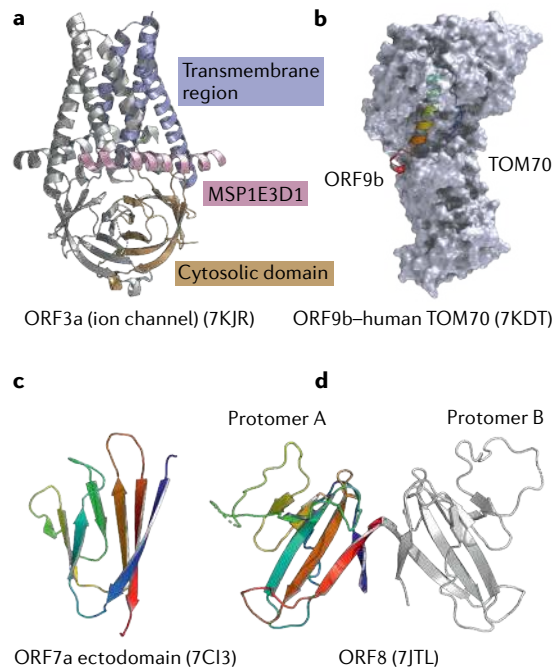 a
Transmembrane
region
MSP1E3D1
Cytosolic domain
ORF3a (ion channel) (7KJR)
b
ORF9b
TOM70
ORF9b–human TOM70 (7KDT)
c
ORF7a ectodomain (7CI3)
d
Protomer A
Protomer B
ORF8 (7JTL)